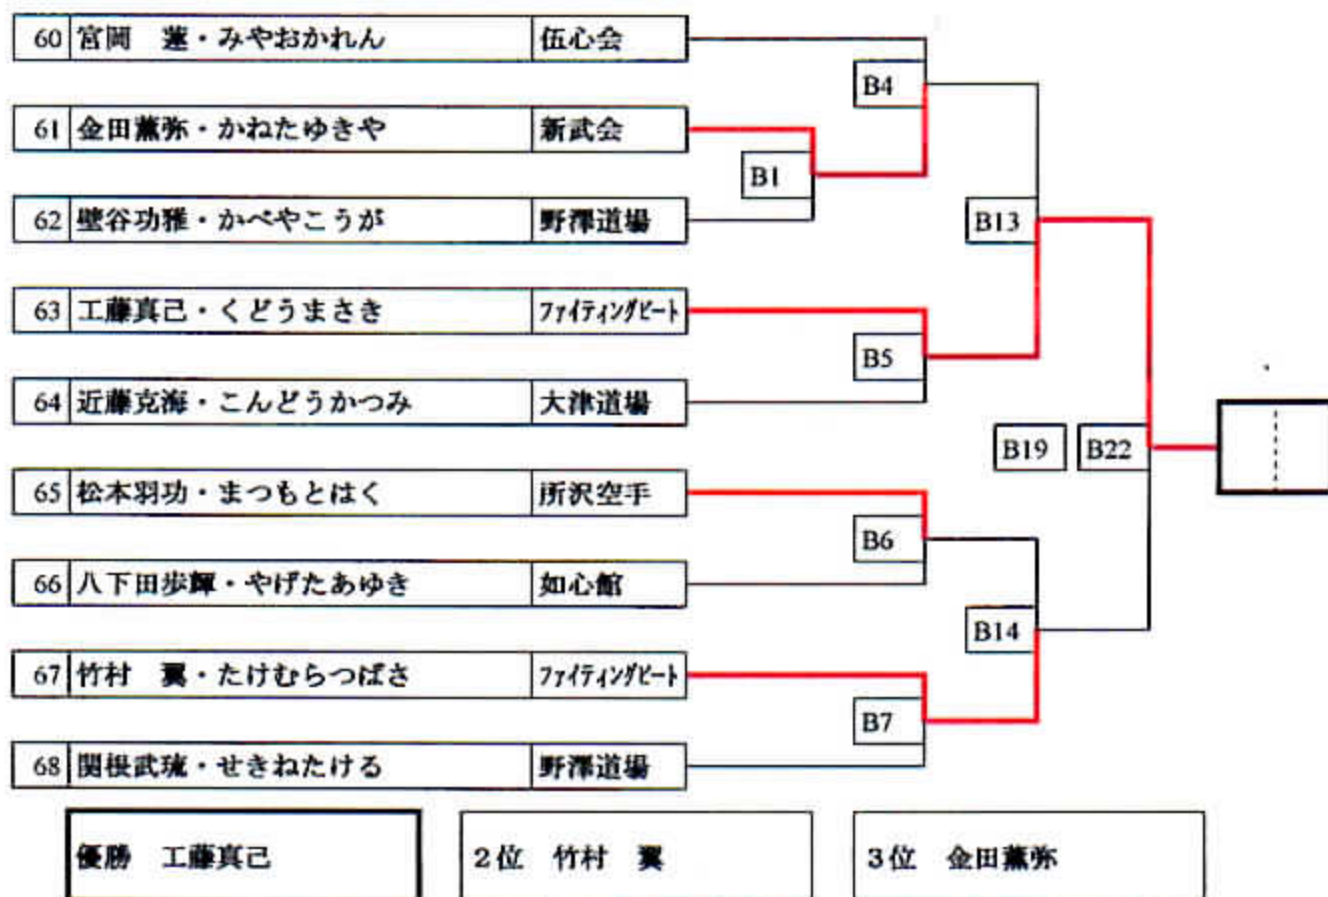 60 宮岡 蓮・みやおかれん 伍心会
B4
61 金田薫弥・かねたゆきや 新武会
B1
62 壁谷功雅・かべやこうが 野澤道場
B13
63 工藤真己・くどうまさき ファイティングビート
B5
64 近藤克海・こんどうかつみ 大津道場
B19 B22
65 松本羽功・まつもとはく 所沢空手
B6
66 八下田歩輝・やげたあゆき 如心館
B14
67 竹村 翼・たけむらつばさ ファイティングビート
B7
68 関根武琉・せきねたける 野澤道場
優勝 工藤真己 2位 竹村 翼 3位 金田薫弥